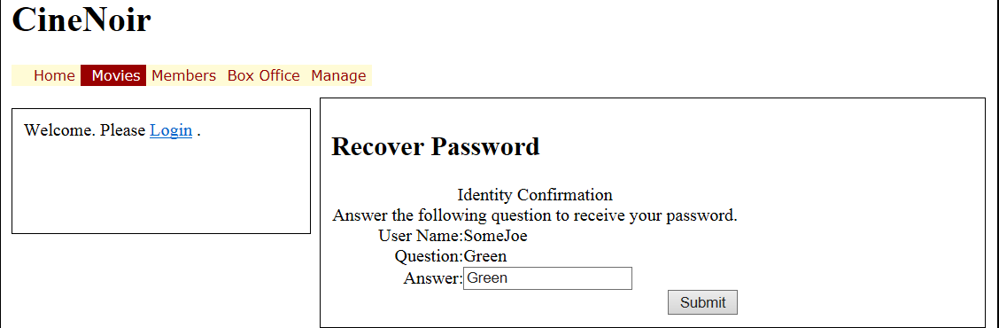 CineNoir
Home Movies Members Box Office Manage
Welcome. Please Login .
Recover Password
Identity Confirmation
Answer the following question to receive your password.
User Name:SomeJoe
Question:Green
Answer:Green
Submit